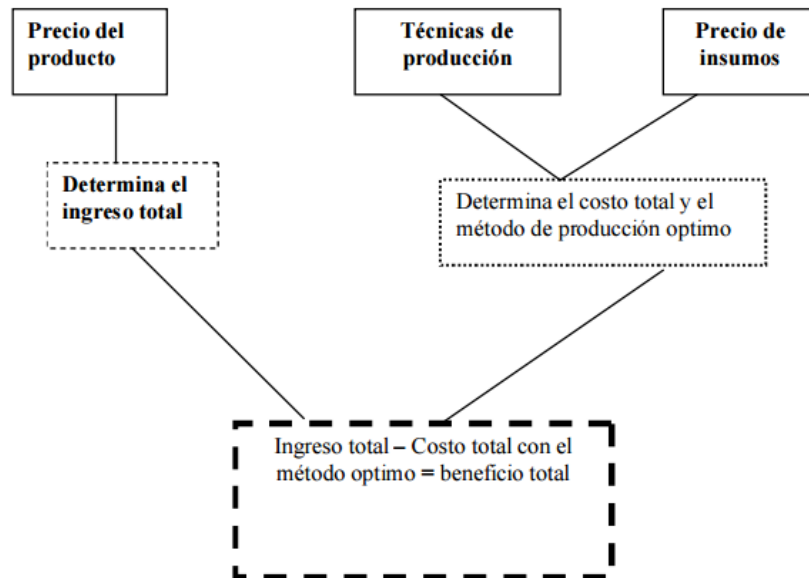 Precio del
producto
Técnicas de
producción
Precio de
insumos
Determina el
ingreso total
Determina el costo total y el
método de producción optimo
Ingreso total – Costo total con el
método optimo = beneficio total